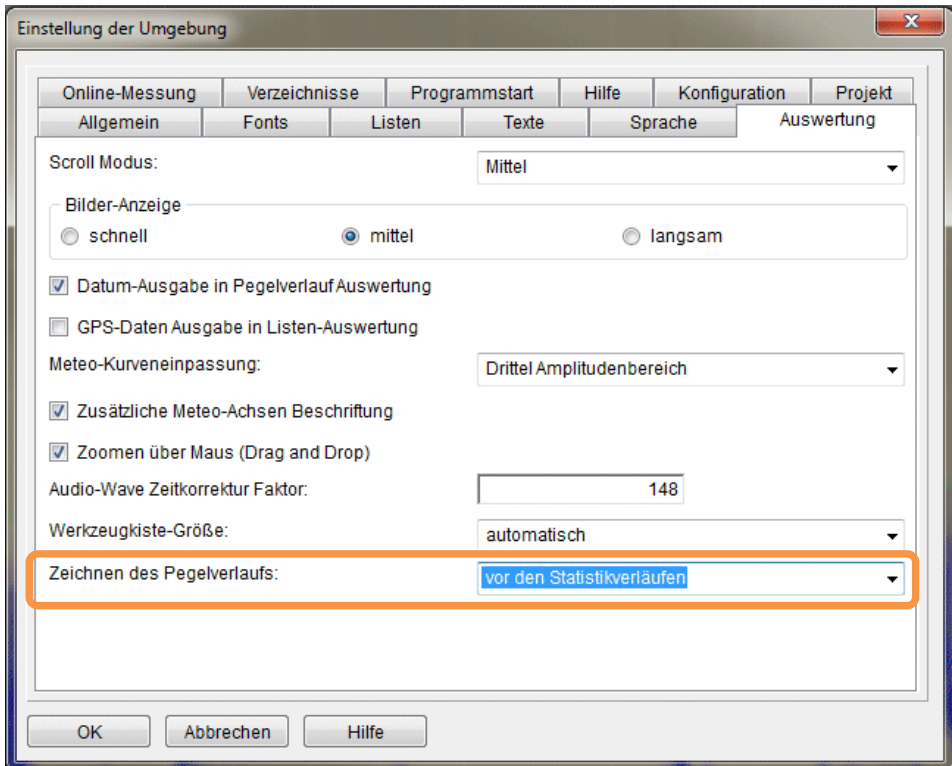 Einstellung der Umgebung
Online-Messung Verzeichnisse Programmstart Hilfe Konfiguration Projekt
Allgemein Fonts Listen Texte Sprache Auswertung
Scroll Modus: Mittel
Bilder-Anzeige
schnell mittel langsam
Datum-Ausgabe in Pegelverlauf Auswertung
GPS-Daten Ausgabe in Listen-Auswertung
Meteo-Kurveneinpassung: Drittel Amplitudenbereich
Zusätzliche Meteo-Achsen Beschriftung
Zoomen über Maus (Drag and Drop)
Audio-Wave Zeitkorrektur Faktor: 148
Werkzeugkiste-Größe: automatisch
Zeichnen des Pegelverlaufs: vor den Statistikverläufen
OK Abbrechen Hilfe